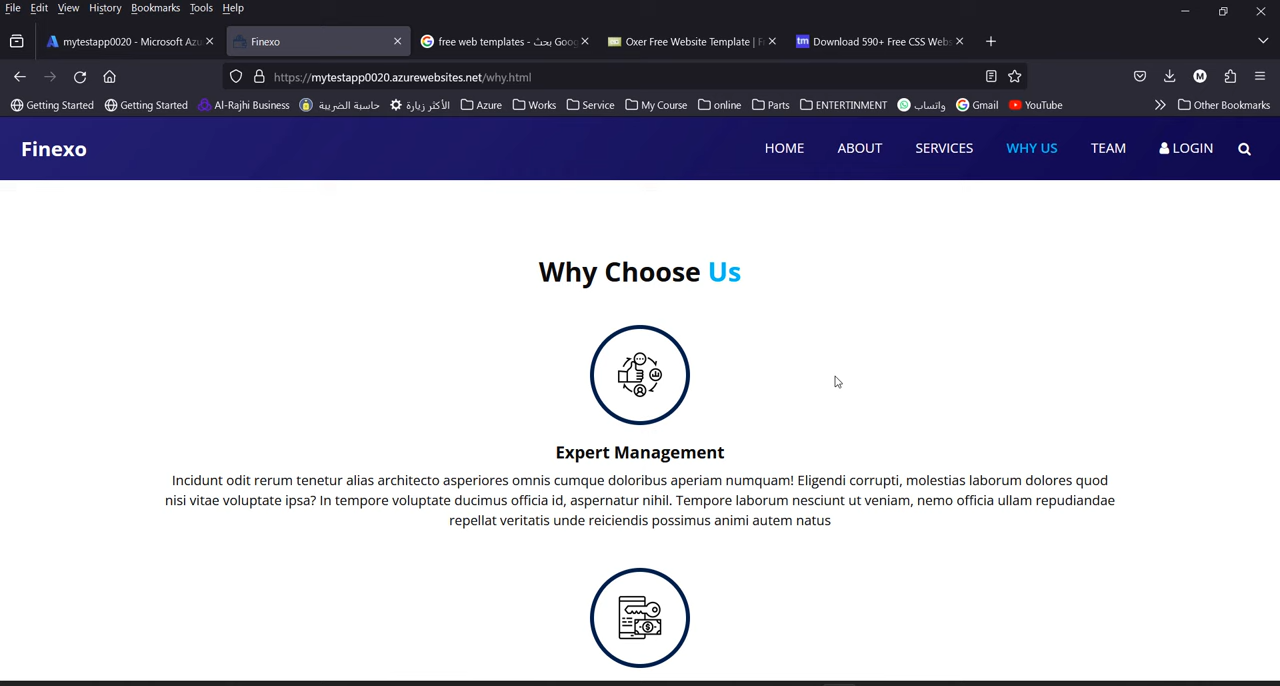 File Edit View History Bookmarks Tools Help
mytestapp0020 - Microsoft Azu
Finexo
free web templates - بحث Goog
Oxer Free Website Template | F
Download 590+ Free CSS Webs
https://mytestapp0020.azurewebsites.net/why.html
Getting Started Getting Started Al-Rajhi Business حاسبة الضريبة الأكثر زيارة Azure Works Service My Course online Parts ENTERTINMENT واتساب Gmail YouTube Other Bookmarks
Finexo HOME ABOUT SERVICES WHY US TEAM LOGIN
Why Choose Us
Expert Management
Incidunt odit rerum tenetur alias architecto asperiores omnis cumque doloribus aperiam numquam! Eligendi corrupti, molestias laborum dolores quod
nisi vitae voluptate ipsa? In tempore voluptate ducimus officia id, aspernatur nihil. Tempore laborum nesciunt ut veniam, nemo officia ullam repudiandae
repellat veritatis unde reiciendis possimus animi autem natus